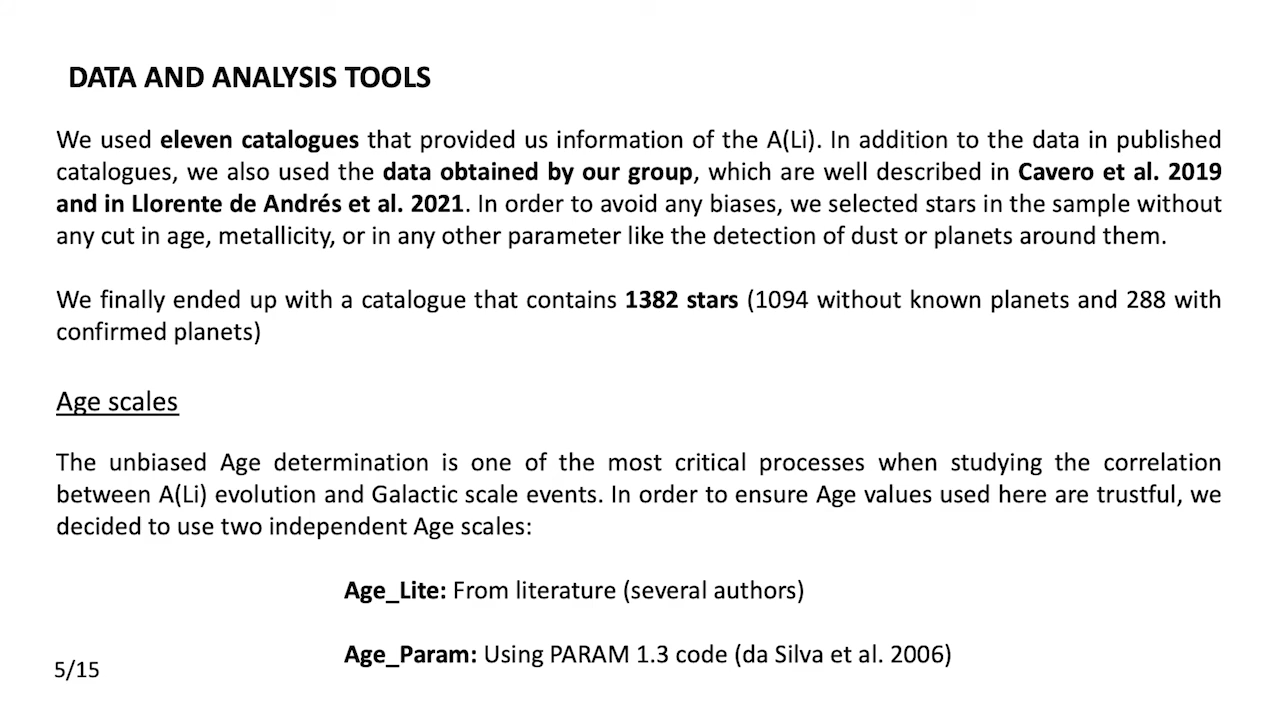 DATA AND ANALYSIS TOOLS
We used eleven catalogues that provided us information of the A(Li). In addition to the data in published
catalogues, we also used the data obtained by our group, which are well described in Cavero et al. 2019
and in Llorente de Andrés et al. 2021. In order to avoid any biases, we selected stars in the sample without
any cut in age, metallicity, or in any other parameter like the detection of dust or planets around them.
We finally ended up with a catalogue that contains 1382 stars (1094 without known planets and 288 with
confirmed planets)
Age scales
The unbiased Age determination is one of the most critical processes when studying the correlation
between A(Li) evolution and Galactic scale events. In order to ensure Age values used here are trustful, we
decided to use two independent Age scales:
Age_Lite: From literature (several authors)
Age_Param: Using PARAM 1.3 code (da Silva et al. 2006)
5/15